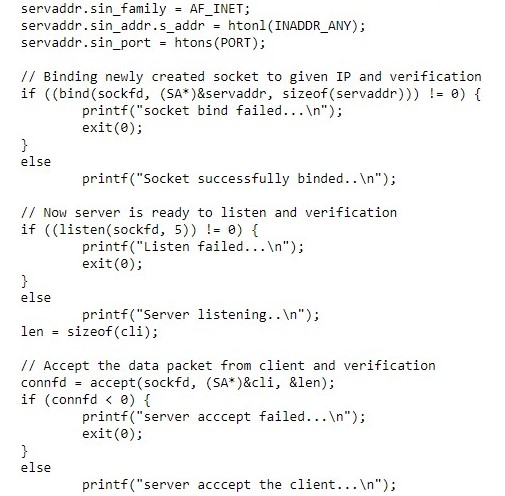 servaddr.sin_family = AF_INET;
servaddr.sin_addr.s_addr = htonl(INADDR_ANY);
servaddr.sin_port = htons(PORT);

// Binding newly created socket to given IP and verification
if ((bind(sockfd, (SA*)&servaddr, sizeof(servaddr))) != 0) {
        printf("socket bind failed...\n");
        exit(0);
}
else
        printf("Socket successfully binded..\n");

// Now server is ready to listen and verification
if ((listen(sockfd, 5)) != 0) {
        printf("Listen failed...\n");
        exit(0);
}
else
        printf("Server listening..\n");
len = sizeof(cli);

// Accept the data packet from client and verification
connfd = accept(sockfd, (SA*)&cli, &len);
if (connfd < 0) {
        printf("server acccept failed...\n");
        exit(0);
}
else
        printf("server acccept the client...\n");